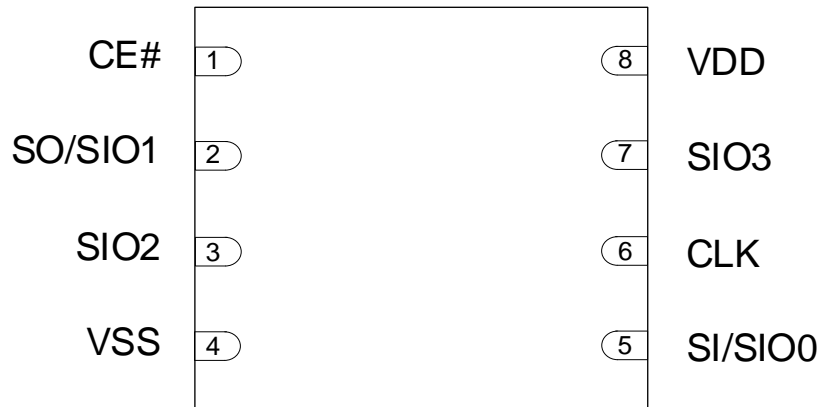 CE# 1 8 VDD
SO/SIO1 2 7 SIO3
SIO2 3 6 CLK
VSS 4 5 SI/SIO0